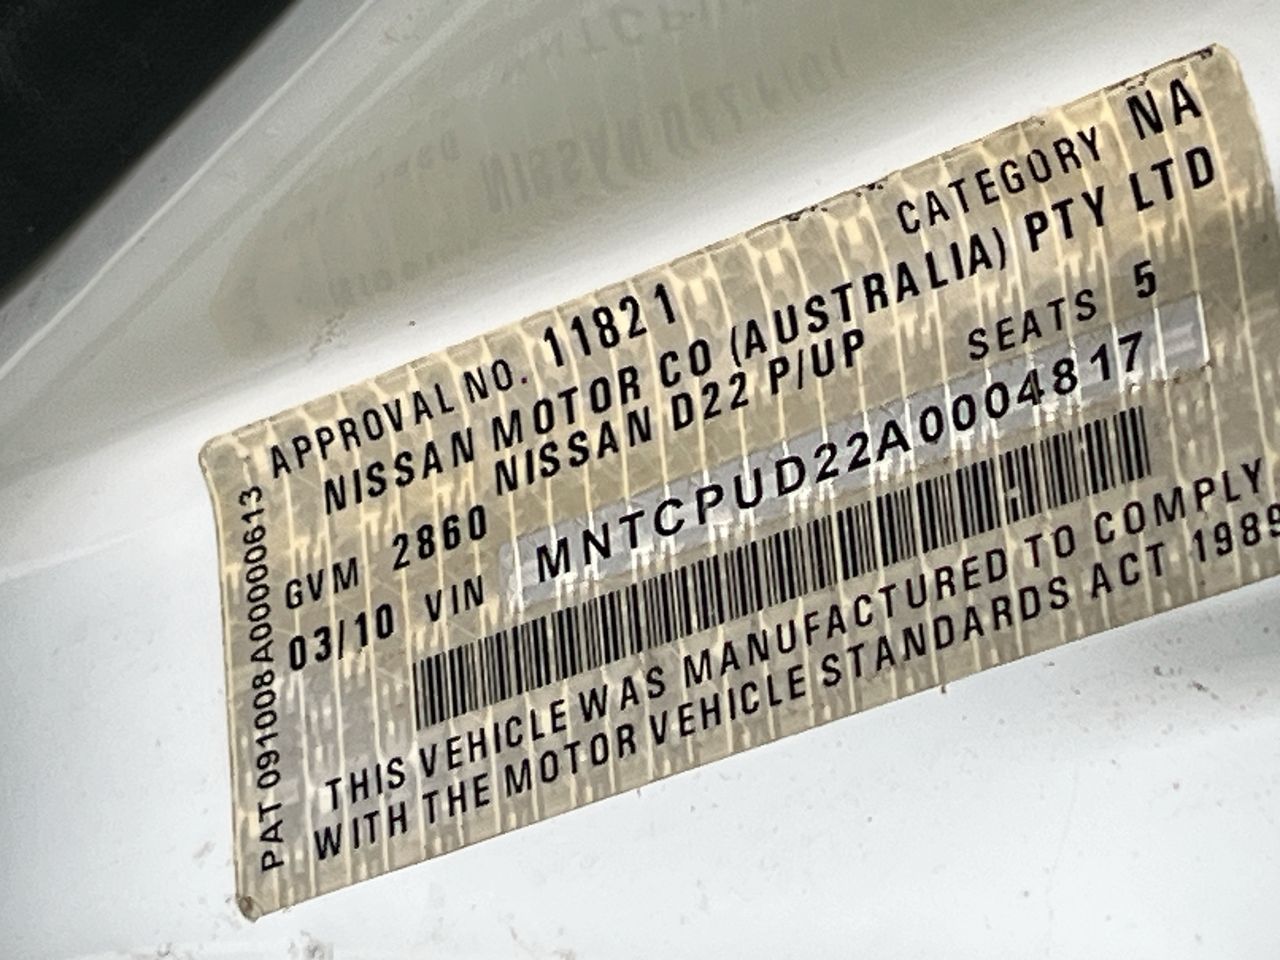 APPROVAL NO. 11821 CATEGORY NA
NISSAN MOTOR CO (AUSTRALIA) PTY LTD
NISSAN D22 P/UP SEATS 5
GVM 2860
03/10 VIN MNTCPUD22A0004817
THIS VEHICLE WAS MANUFACTURED TO COMPLY
WITH THE MOTOR VEHICLE STANDARDS ACT 1989
PAT 091008A00000613